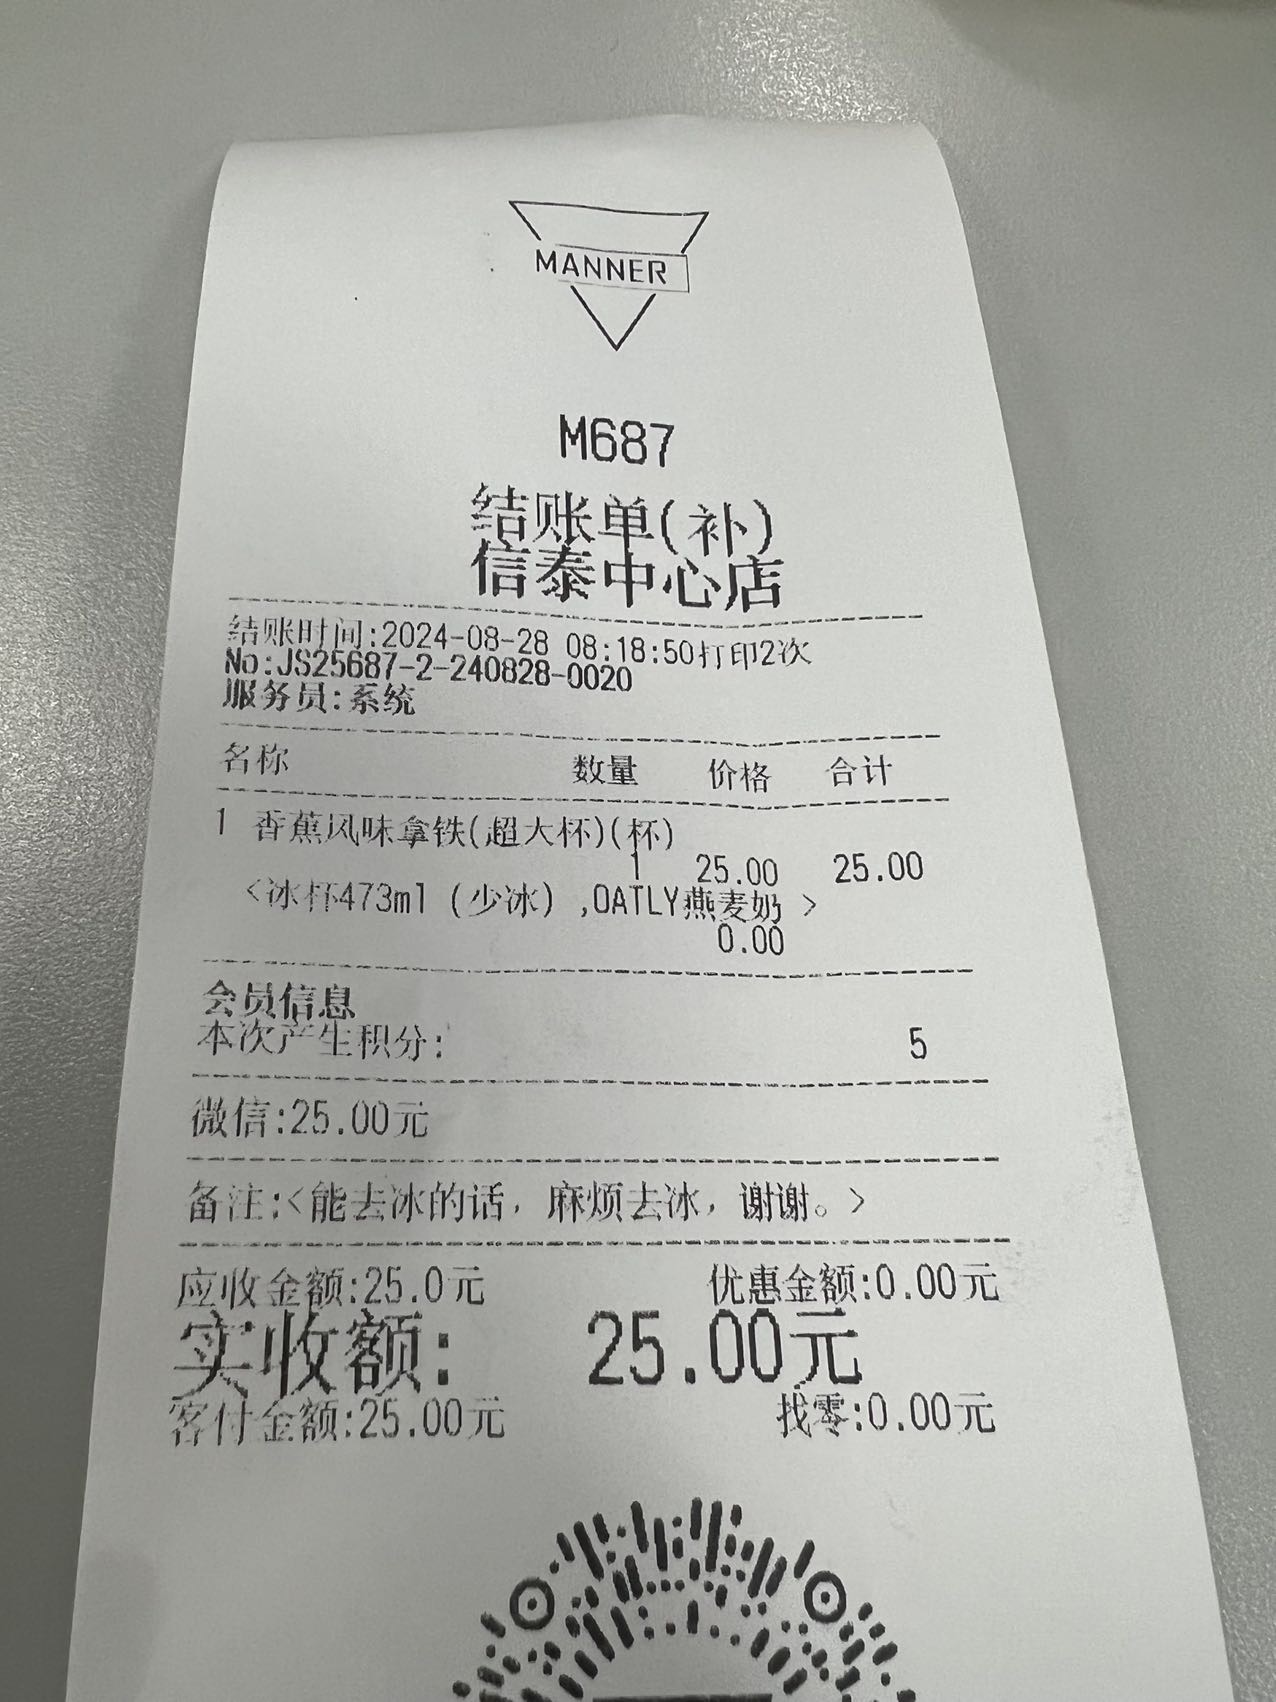 MANNER
M687
结账单(补)
信泰中心店
结账时间:2024-08-28 08:18:50打印2次
No:JS25687-2-240828-0020
服务员:系统
名称 数量 价格 合计
1 香蕉风味拿铁(超大杯)(杯)
1 25.00 25.00
<冰杯473ml (少冰) ,OATLY燕麦奶 >
0.00
会员信息
本次产生积分: 5
微信:25.00元
备注:<能去冰的话，麻烦去冰，谢谢。>
应收金额:25.0元 优惠金额:0.00元
实收额: 25.00元
客付金额:25.00元 找零:0.00元